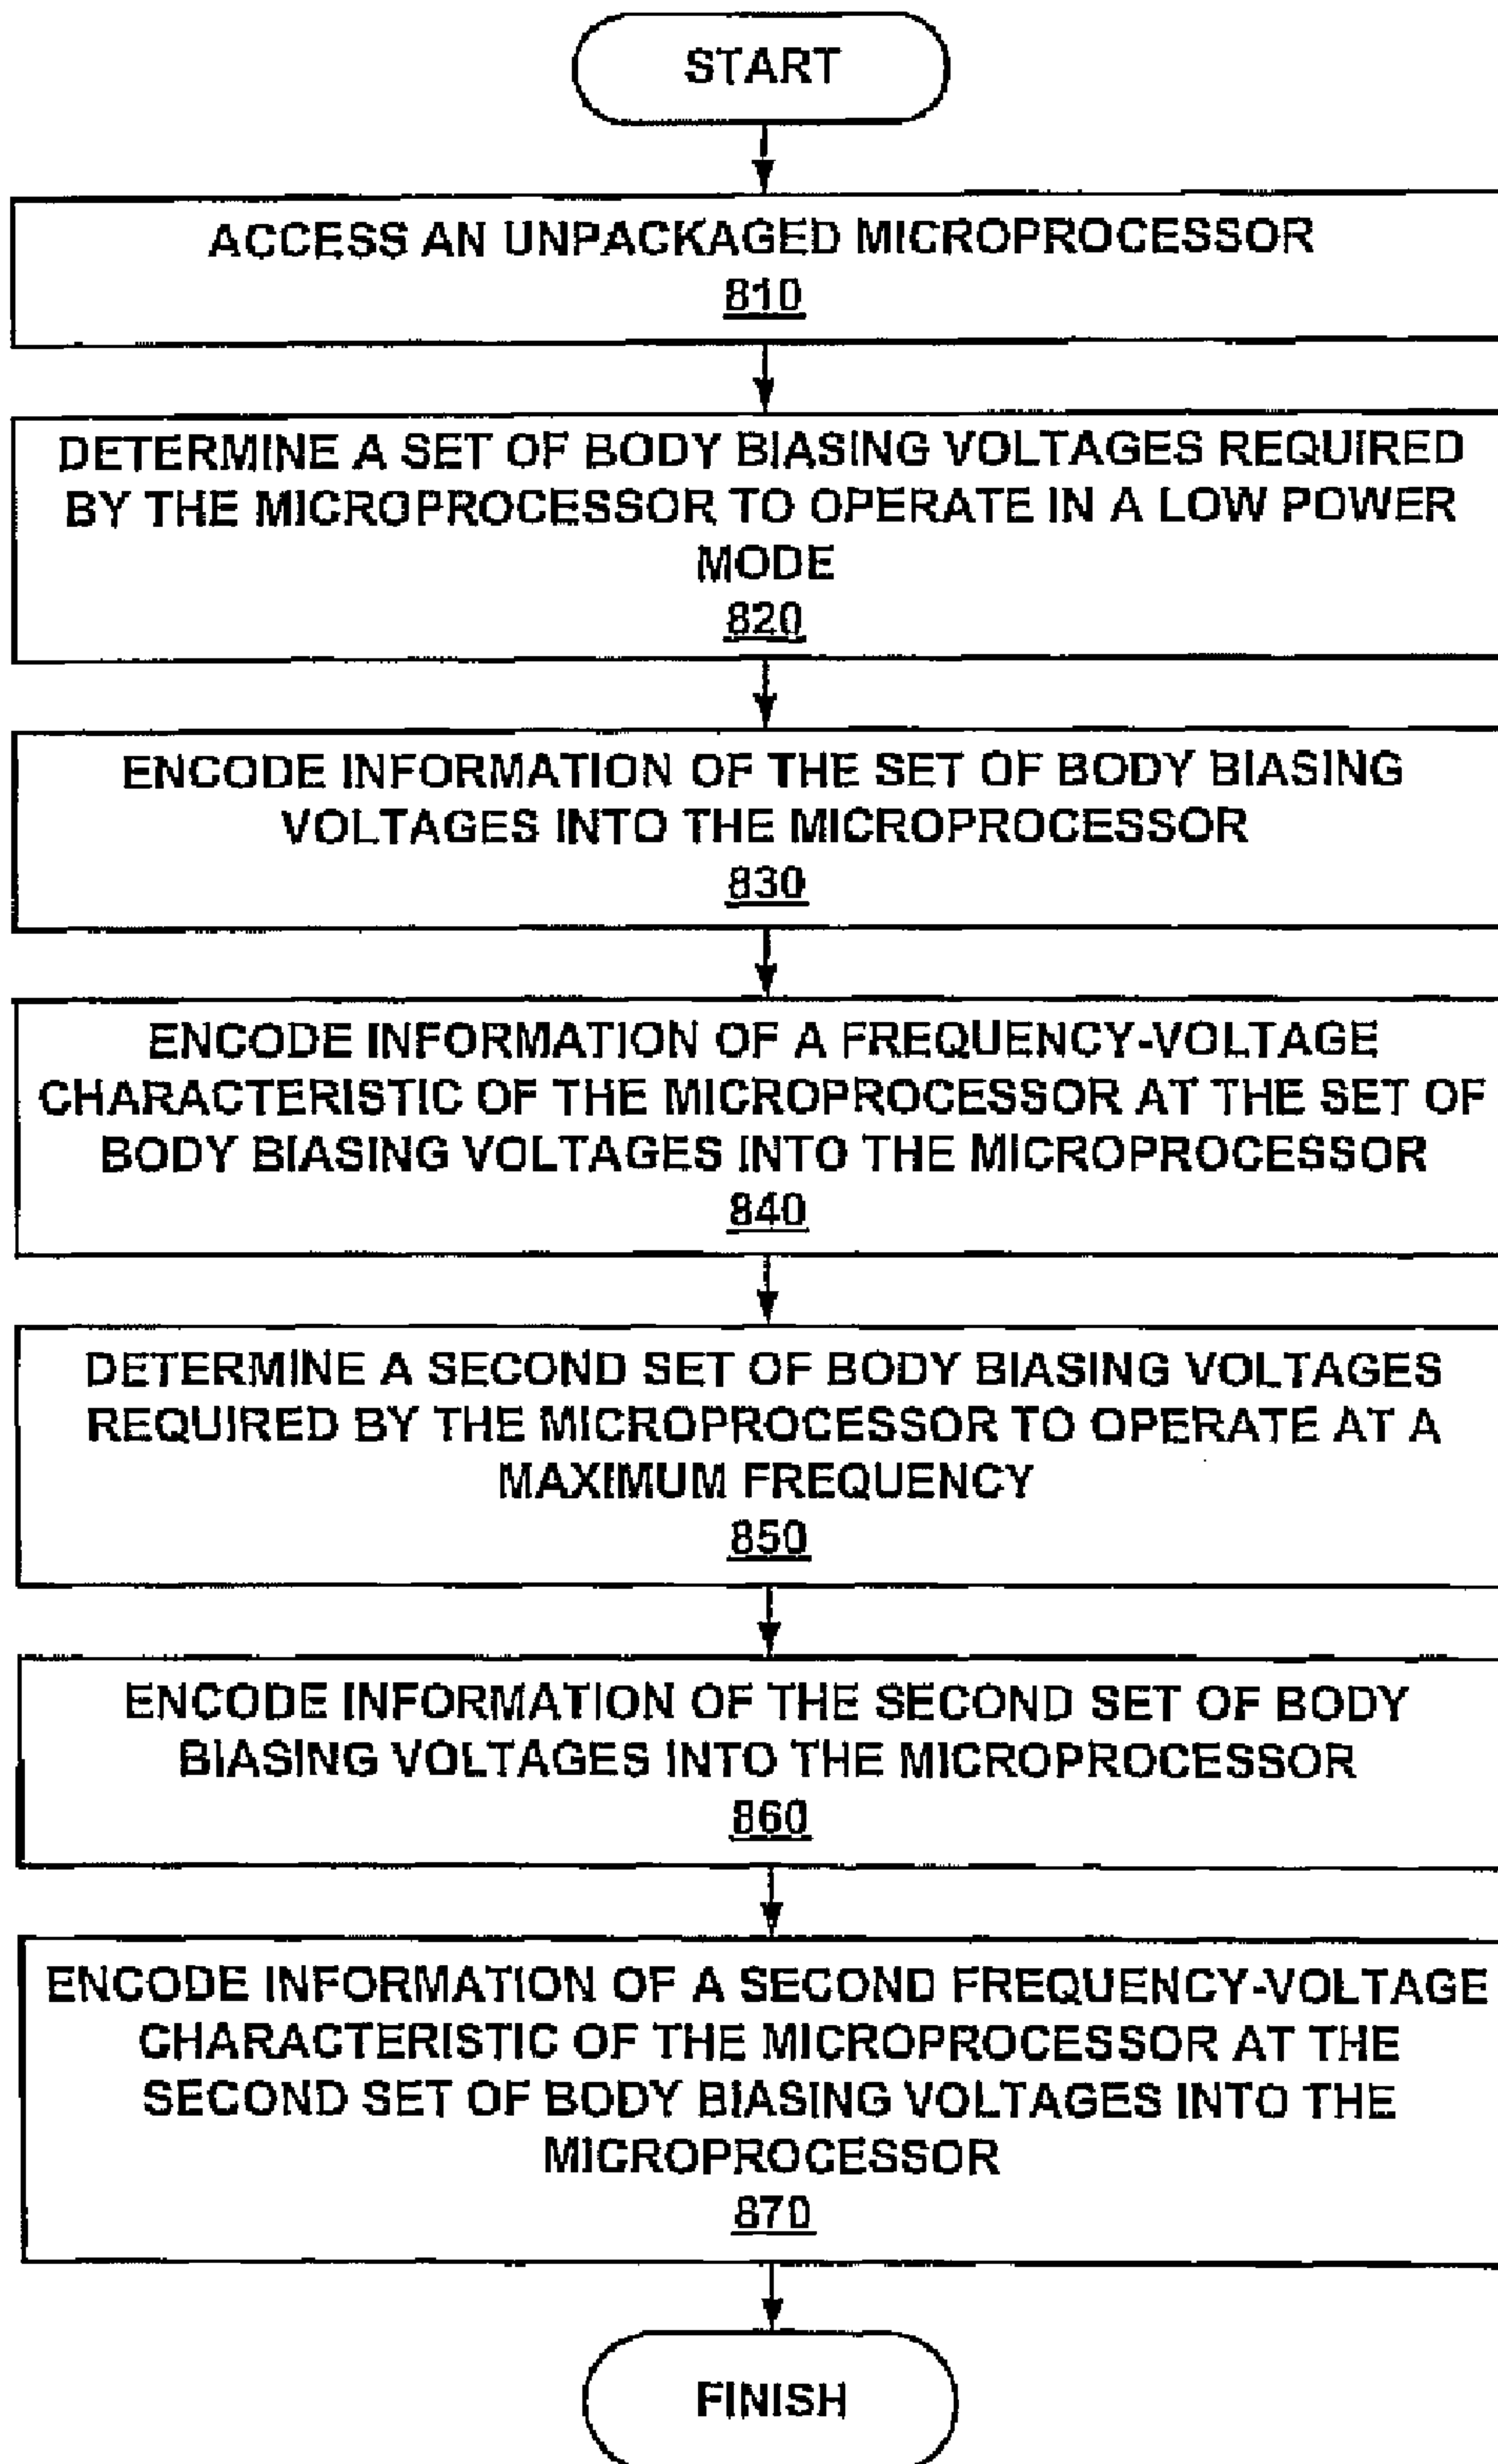 START
ACCESS AN UNPACKAGED MICROPROCESSOR
810
DETERMINE A SET OF BODY BIASING VOLTAGES REQUIRED
BY THE MICROPROCESSOR TO OPERATE IN A LOW POWER
MODE
820
ENCODE INFORMATION OF THE SET OF BODY BIASING
VOLTAGES INTO THE MICROPROCESSOR
830
ENCODE INFORMATION OF A FREQUENCY-VOLTAGE
CHARACTERISTIC OF THE MICROPROCESSOR AT THE SET OF
BODY BIASING VOLTAGES INTO THE MICROPROCESSOR
840
DETERMINE A SECOND SET OF BODY BIASING VOLTAGES
REQUIRED BY THE MICROPROCESSOR TO OPERATE AT A
MAXIMUM FREQUENCY
850
ENCODE INFORMATION OF THE SECOND SET OF BODY
BIASING VOLTAGES INTO THE MICROPROCESSOR
860
ENCODE INFORMATION OF A SECOND FREQUENCY-VOLTAGE
CHARACTERISTIC OF THE MICROPROCESSOR AT THE
SECOND SET OF BODY BIASING VOLTAGES INTO THE
MICROPROCESSOR
870
FINISH